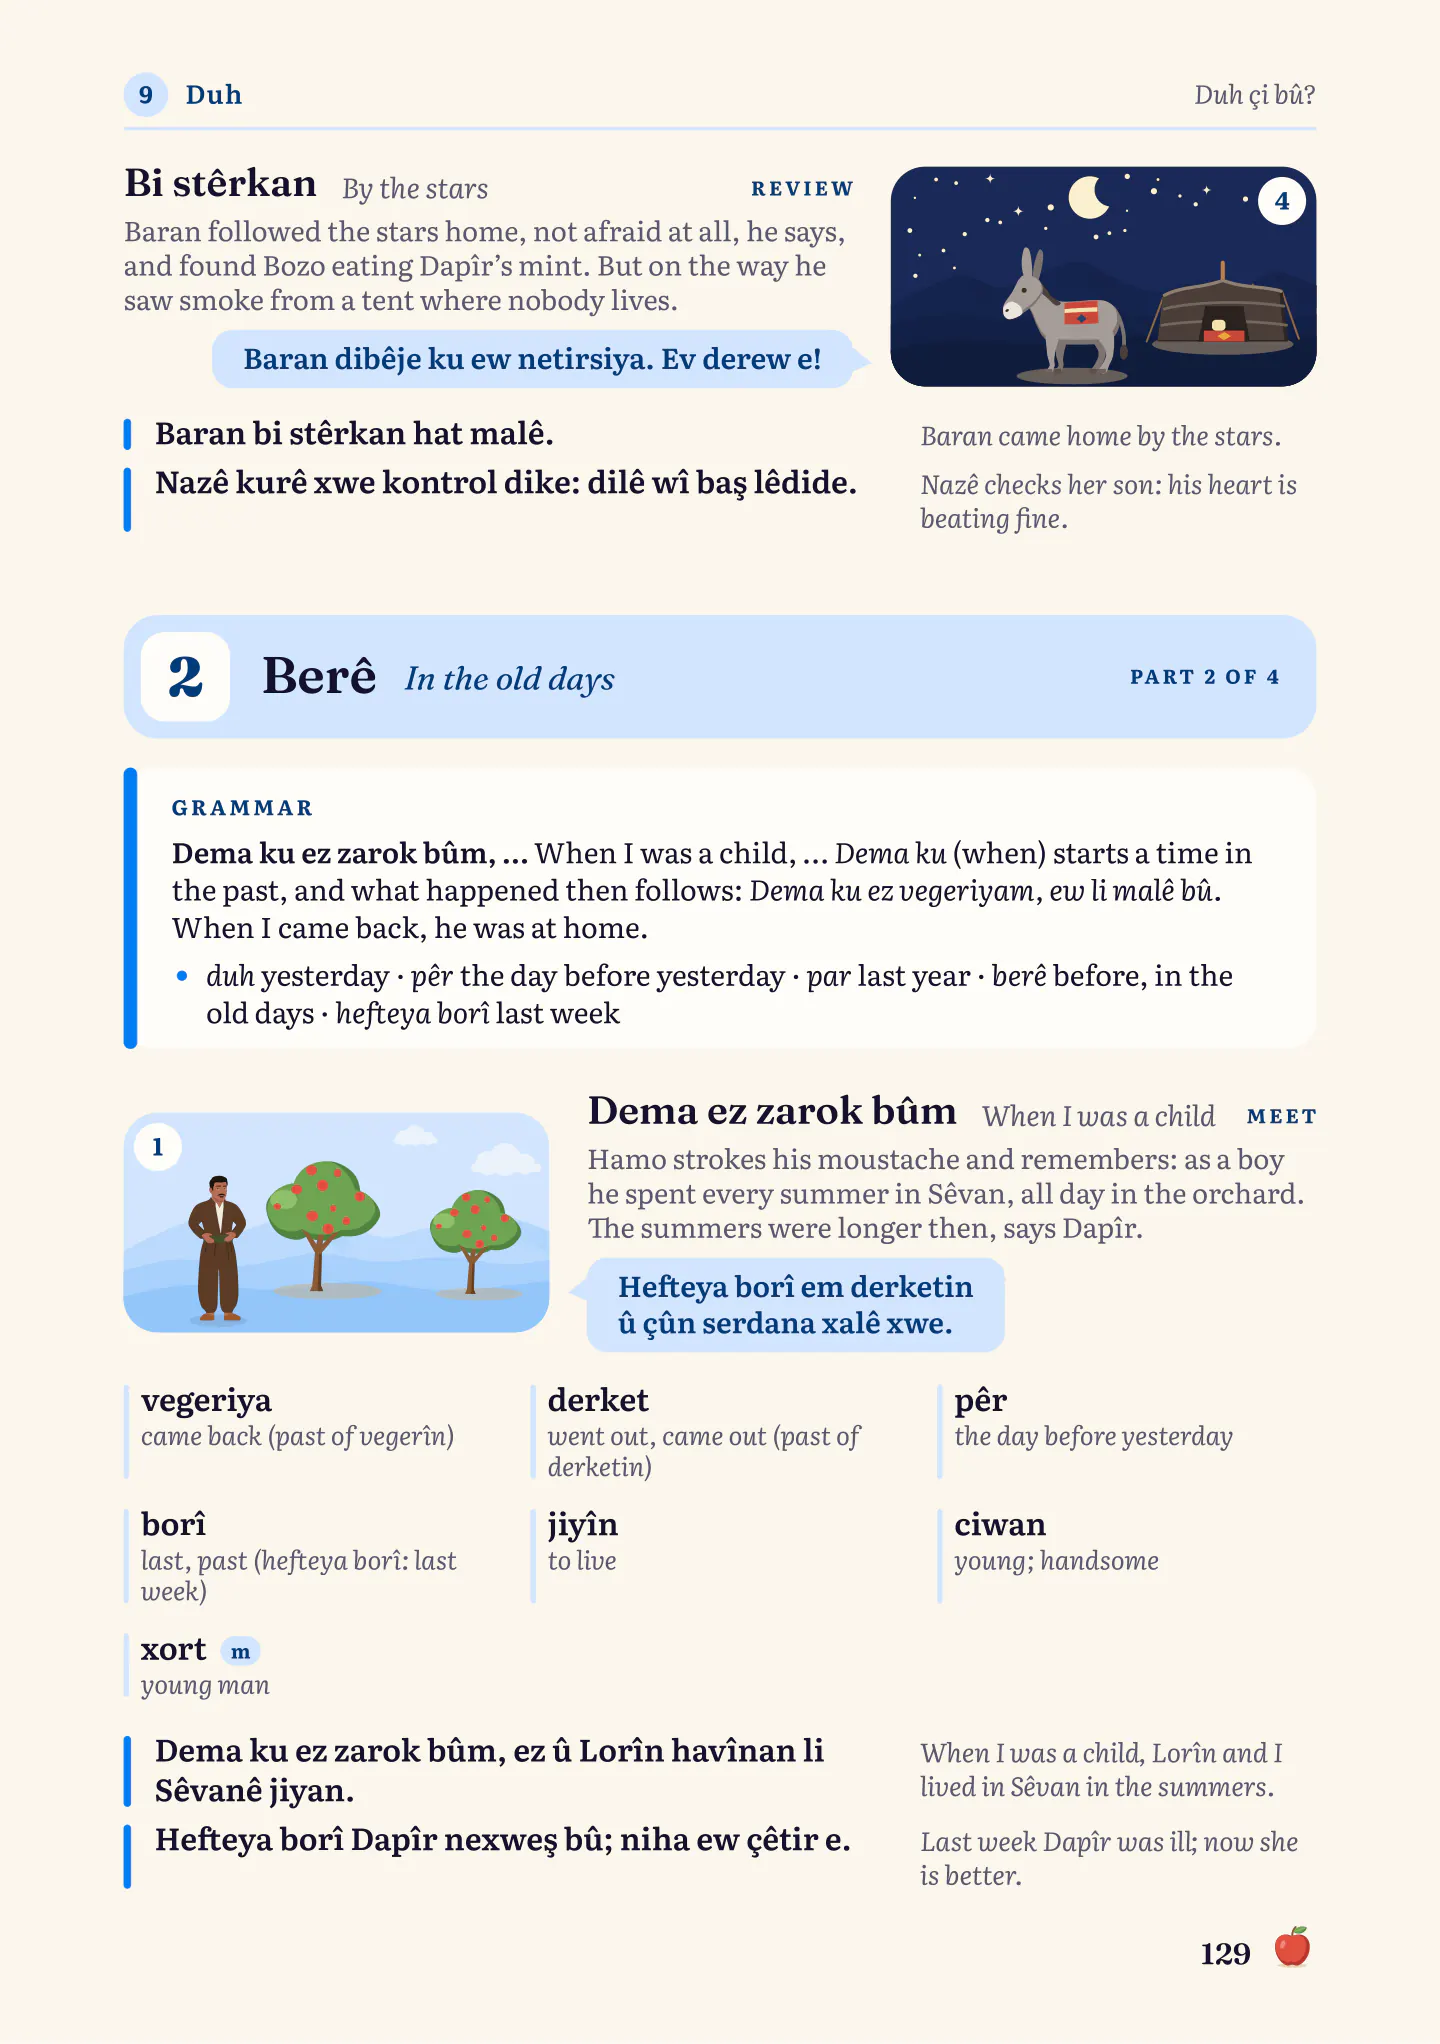 9 Duh
Duh çi bû?
Bi stêrkan By the stars REVIEW
Baran followed the stars home, not afraid at all, he says,
and found Bozo eating Dapîr’s mint. But on the way he
saw smoke from a tent where nobody lives.
Baran dibêje ku ew netirsiya. Ev derew e!
4
Baran bi stêrkan hat malê.
Baran came home by the stars.
Nazê kurê xwe kontrol dike: dilê wî baş lêdide.
Nazê checks her son: his heart is
beating fine.
2 Berê In the old days PART 2 OF 4
GRAMMAR
Dema ku ez zarok bûm, … When I was a child, … Dema ku (when) starts a time in
the past, and what happened then follows: Dema ku ez vegeriyam, ew li malê bû.
When I came back, he was at home.
• duh yesterday · pêr the day before yesterday · par last year · berê before, in the
old days · hefteya borî last week
1
Dema ez zarok bûm When I was a child MEET
Hamo strokes his moustache and remembers: as a boy
he spent every summer in Sêvan, all day in the orchard.
The summers were longer then, says Dapîr.
Hefteya borî em derketin
û çûn serdana xalê xwe.
vegeriya
came back (past of vegerîn)
derket
went out, came out (past of
derketin)
pêr
the day before yesterday
borî
last, past (hefteya borî: last
week)
jiyîn
to live
ciwan
young; handsome
xort m
young man
Dema ku ez zarok bûm, ez û Lorîn havînan li
Sêvanê jiyan.
When I was a child, Lorîn and I
lived in Sêvan in the summers.
Hefteya borî Dapîr nexweş bû; niha ew çêtir e.
Last week Dapîr was ill; now she
is better.
129